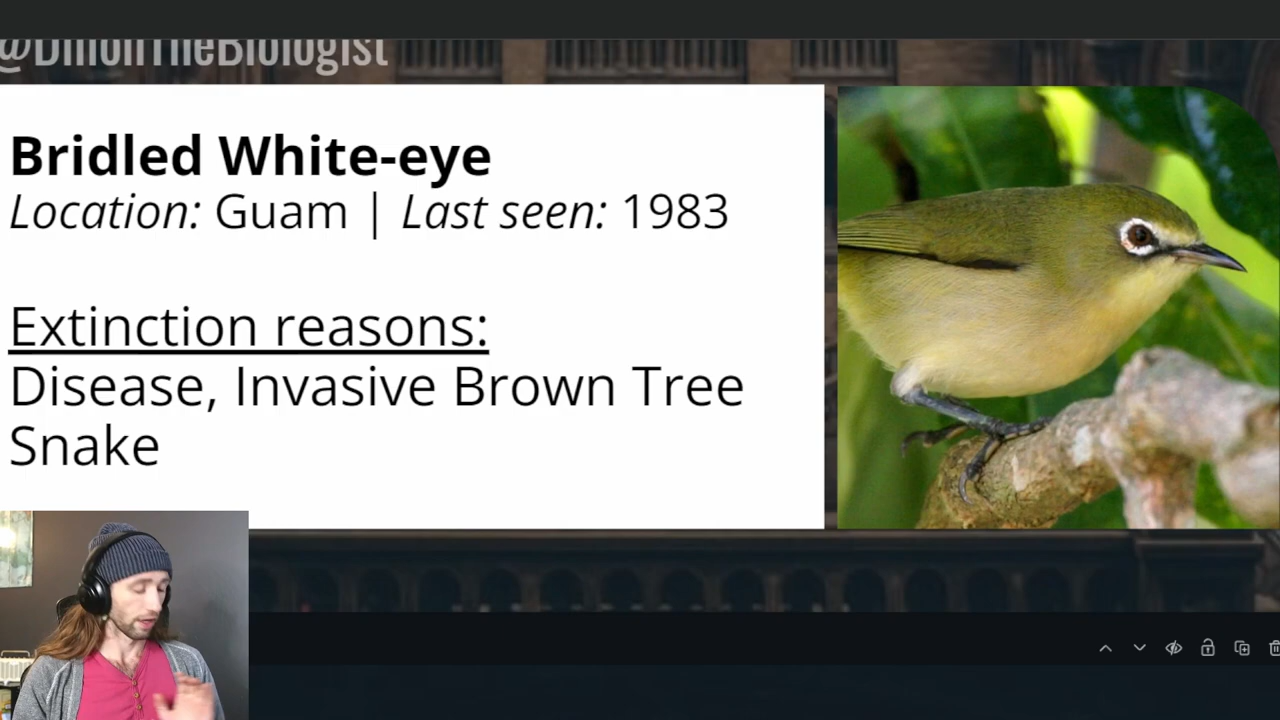 @DillonTheBiologist
Bridled White-eye
Location: Guam | Last seen: 1983
Extinction reasons:
Disease, Invasive Brown Tree
Snake